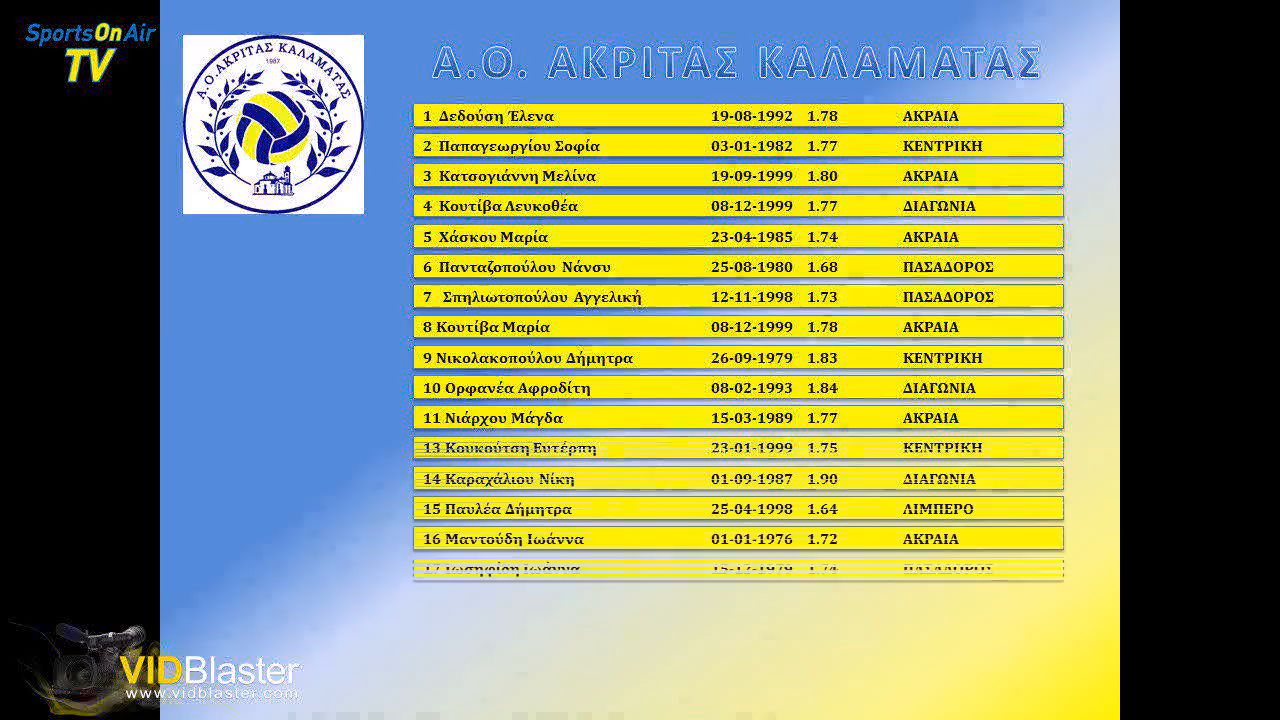 SportsOnAir
TV
Α.Ο.ΑΚΡΙΤΑΣ ΚΑΛΑΜΑΤΑΣ
1987
Α.Ο. ΑΚΡΙΤΑΣ ΚΑΛΑΜΑΤΑΣ
1 Δεδούση Έλενα 19-08-1992 1.78 ΑΚΡΑΙΑ
2 Παπαγεωργίου Σοφία 03-01-1982 1.77 ΚΕΝΤΡΙΚΗ
3 Κατσογιάννη Μελίνα 19-09-1999 1.80 ΑΚΡΑΙΑ
4 Κουτίβα Λευκοθέα 08-12-1999 1.77 ΔΙΑΓΩΝΙΑ
5 Χάσκου Μαρία 23-04-1985 1.74 ΑΚΡΑΙΑ
6 Πανταζοπούλου Νάνσυ 25-08-1980 1.68 ΠΑΣΑΔΟΡΟΣ
7 Σπηλιωτοπούλου Αγγελική 12-11-1998 1.73 ΠΑΣΑΔΟΡΟΣ
8 Κουτίβα Μαρία 08-12-1999 1.78 ΑΚΡΑΙΑ
9 Νικολακοπούλου Δήμητρα 26-09-1979 1.83 ΚΕΝΤΡΙΚΗ
10 Ορφανέα Αφροδίτη 08-02-1993 1.84 ΔΙΑΓΩΝΙΑ
11 Νιάρχου Μάγδα 15-03-1989 1.77 ΑΚΡΑΙΑ
13 Κουκούτση Ευτέρπη 23-01-1999 1.75 ΚΕΝΤΡΙΚΗ
14 Καραχάλιου Νίκη 01-09-1987 1.90 ΔΙΑΓΩΝΙΑ
15 Παυλέα Δήμητρα 25-04-1998 1.64 ΛΙΜΠΕΡΟ
16 Μαντούδη Ιωάννα 01-01-1976 1.72 ΑΚΡΑΙΑ
17 Ιωσηφίδη Ιωάννα 1.74 ΠΑΣΑΔΟΡΟΣ
VIDBlaster
www.vidblaster.com